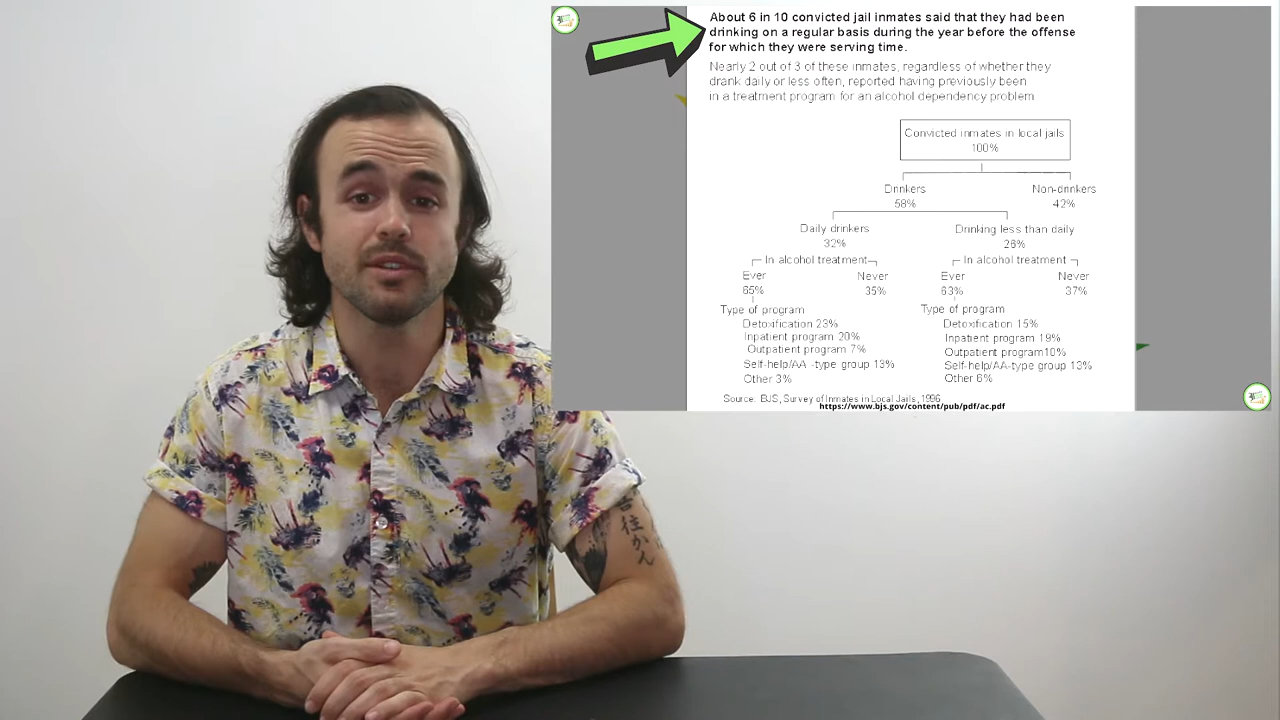 About 6 in 10 convicted jail inmates said that they had been
drinking on a regular basis during the year before the offense
for which they were serving time.
Nearly 2 out of 3 of these inmates, regardless of whether they
drank daily or less often, reported having previously been
in a treatment program for an alcohol dependency problem
Convicted inmates in local jails
100%
Drinkers
58%
Non-drinkers
42%
Daily drinkers
32%
Drinking less than daily
26%
In alcohol treatment
Ever
65%
Never
35%
Type of program
Detoxification 23%
Inpatient program 20%
Outpatient program 7%
Self-help/AA -type group 13%
Other 3%
In alcohol treatment
Ever
63%
Never
37%
Type of program
Detoxification 15%
Inpatient program 19%
Outpatient program10%
Self-help/AA-type group 13%
Other 6%
Source: BJS, Survey of Inmates in Local Jails, 1996.
https://www.bjs.gov/content/pub/pdf/ac.pdf
吾往かん